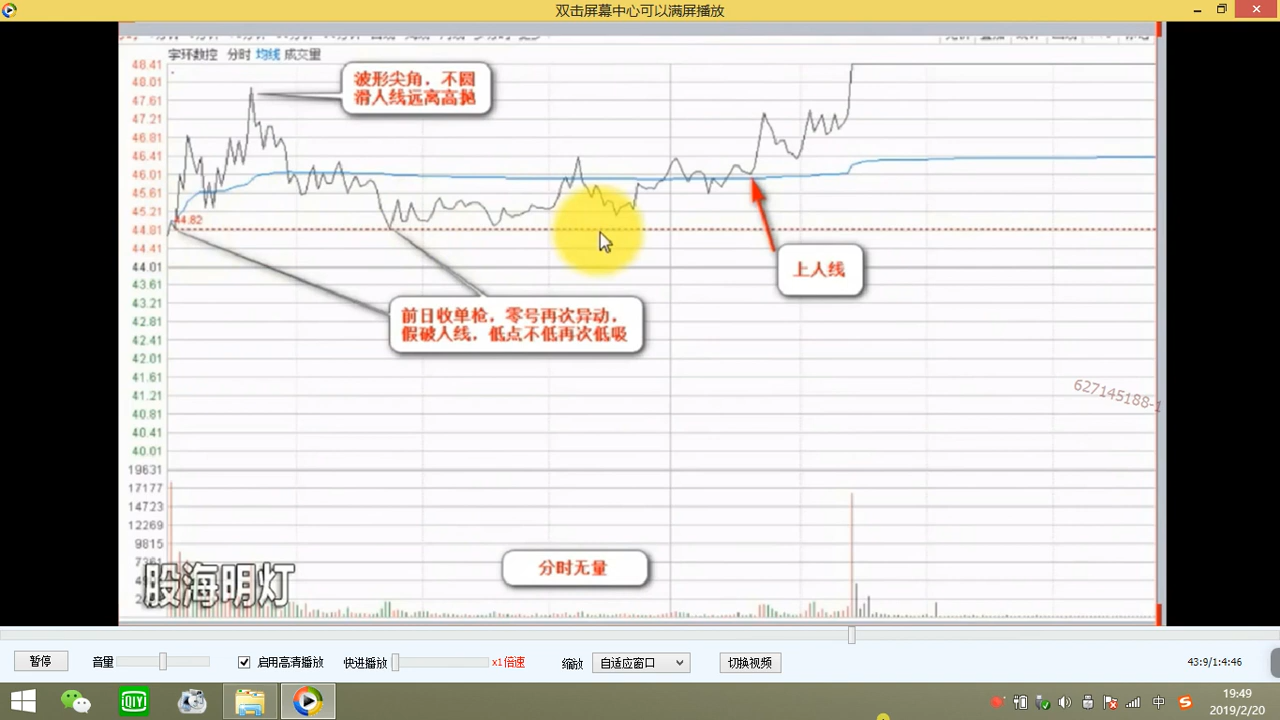 双击屏幕中心可以满屏播放
宇环数控 分时 均线 成交量
48.41
48.01
47.61
47.21
46.81
46.41
46.01
45.61
45.21
44.81
44.41
44.01
43.61
43.21
42.81
42.41
42.01
41.61
41.21
40.81
40.41
40.01
19631
17177
14723
12269
9815
波形尖角．不圆
滑人线远离高抛
44.82
上人线
前日收单枪，零号再次异动．
假破人线，低点不低再次低吸
627145188-1
分时无量
股海明灯
暂停
音量
启用高清播放
快进播放
x1倍速
缩放
自适应窗口
切换视频
43:9/1:4:46
iQIYI
中
19:49
2019/2/20